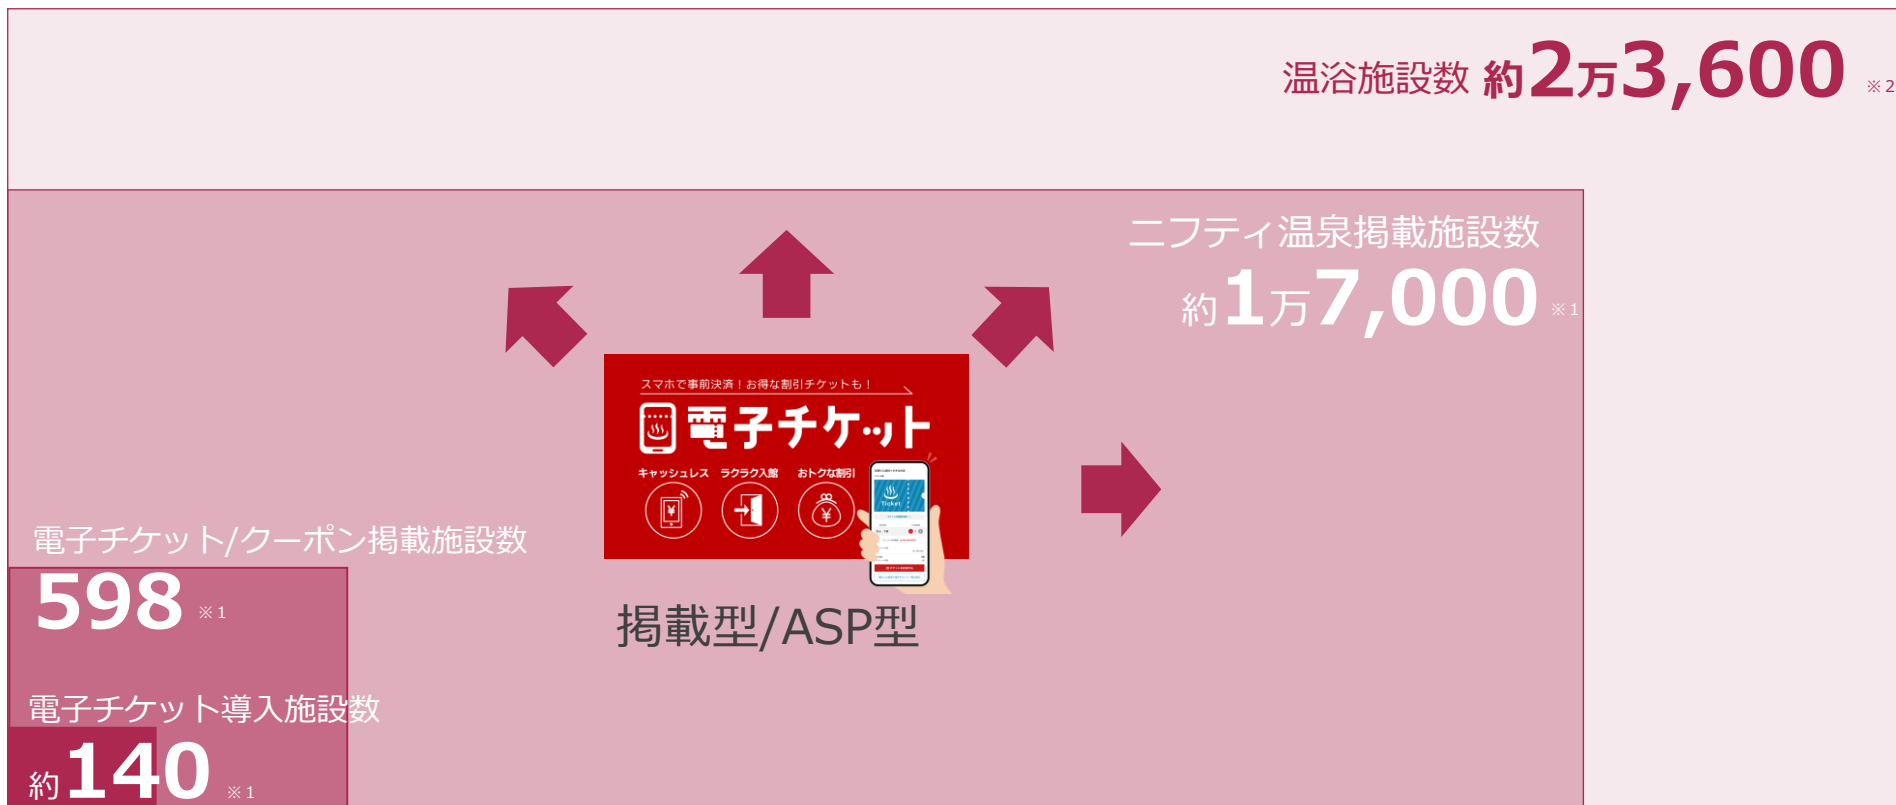 温浴施設数 約2万3,600 ※2
ニフティ温泉掲載施設数
約1万7,000 ※1
スマホで事前決済！お得な割引チケットも！
電子チケット
キャッシュレス ラクラク入館 おトクな割引
Ticket
掲載型/ASP型
電子チケット/クーポン掲載施設数
598 ※1
電子チケット導入施設数
約140 ※1